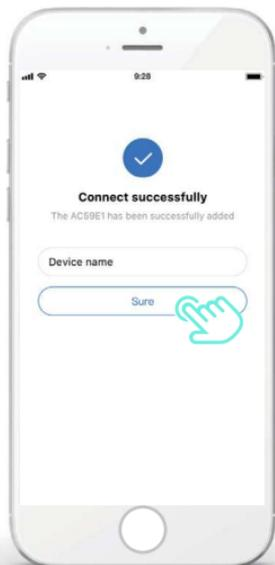 9:28
Connect successfully
The AC59E1 has been successfully added
Device name
Sure